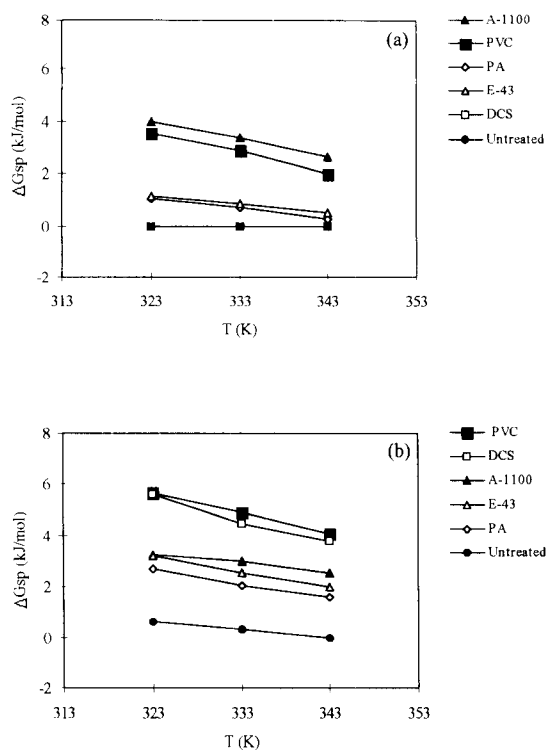 (a)
8
6
4
2
0
-2
ΔGsp (kJ/mol)
313 323 333 343 353
T (K)
A-1100
PVC
PA
E-43
DCS
Untreated
(b)
8
6
4
2
0
-2
ΔGsp (kJ/mol)
313 323 333 343 353
T (K)
PVC
DCS
A-1100
E-43
PA
Untreated